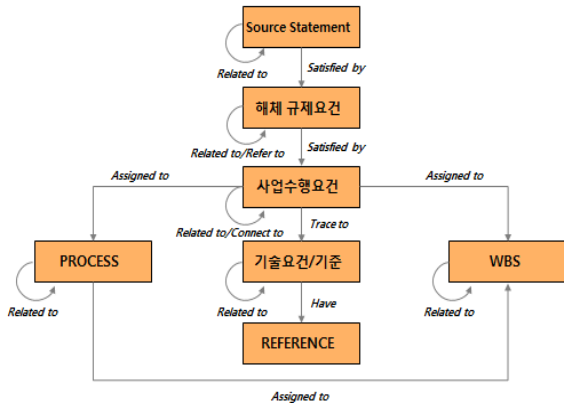 Source Statement
Related to
Satisfied by
해체 규제요건
Related to/Refer to
Satisfied by
Assigned to
사업수행요건
Assigned to
Related to/Connect to
Trace to
PROCESS
기술요건/기준
WBS
Related to
Related to
Have
Related to
REFERENCE
Assigned to